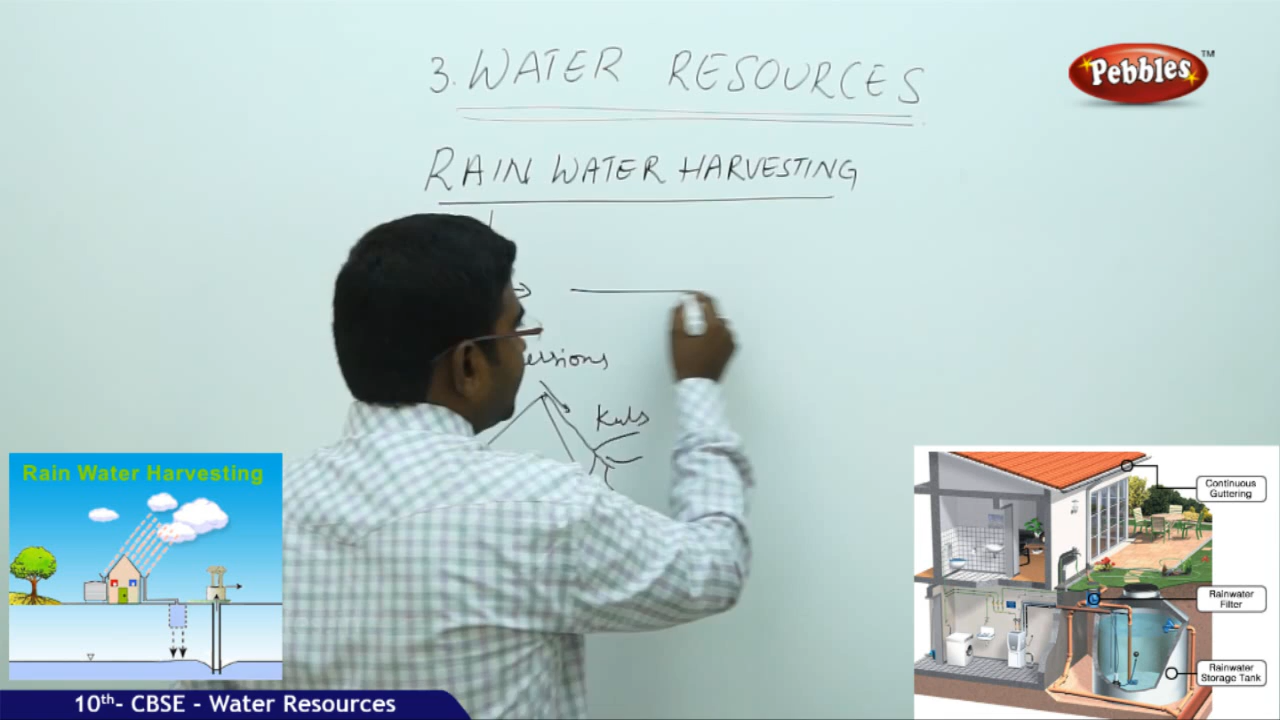 3. WATER RESOURCES
Pebbles™
RAIN WATER HARVESTING
Kuls
Rain Water Harvesting
Continuous
Guttering
Rainwater
Filter
Rainwater
Storage Tank
10th- CBSE - Water Resources